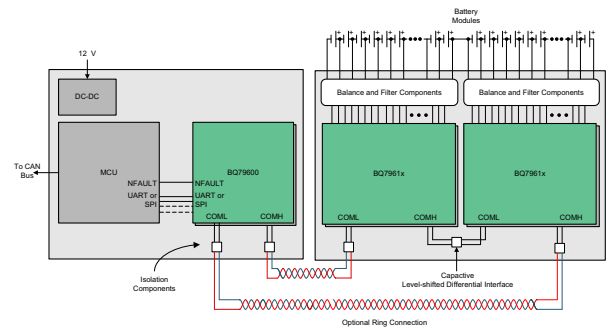 Battery
Modules
12 V
DC-DC
Balance and Filter Components
Balance and Filter Components
To CAN
Bus
MCU
NFAULT
UART or
SPI
BQ79600
NFAULT
UART or
SPI
COML
COMH
BQ7961x
COML
COMH
BQ7961x
COML
COMH
Isolation
Components
Capactive
Level-shifted Differential Interface
Optional Ring Connection